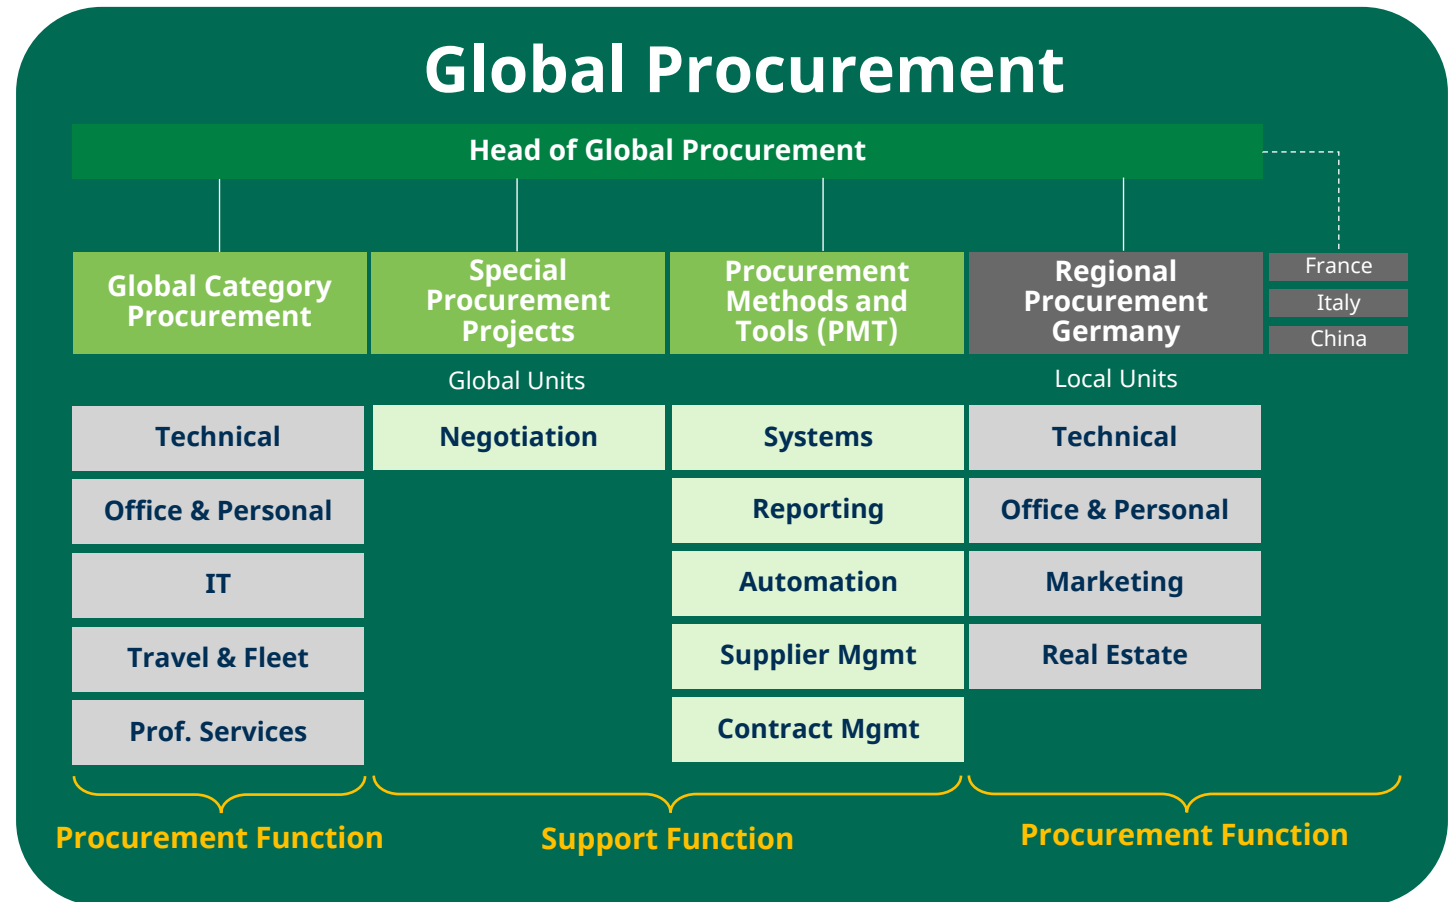 Global Procurement
Head of Global Procurement
Global Category
Procurement
Special
Procurement
Projects
Procurement
Methods and
Tools (PMT)
Regional
Procurement
Germany
France
Italy
China
Global Units
Local Units
Technical
Office & Personal
IT
Travel & Fleet
Prof. Services
Negotiation
Systems
Reporting
Automation
Supplier Mgmt
Contract Mgmt
Technical
Office & Personal
Marketing
Real Estate
Procurement Function
Support Function
Procurement Function